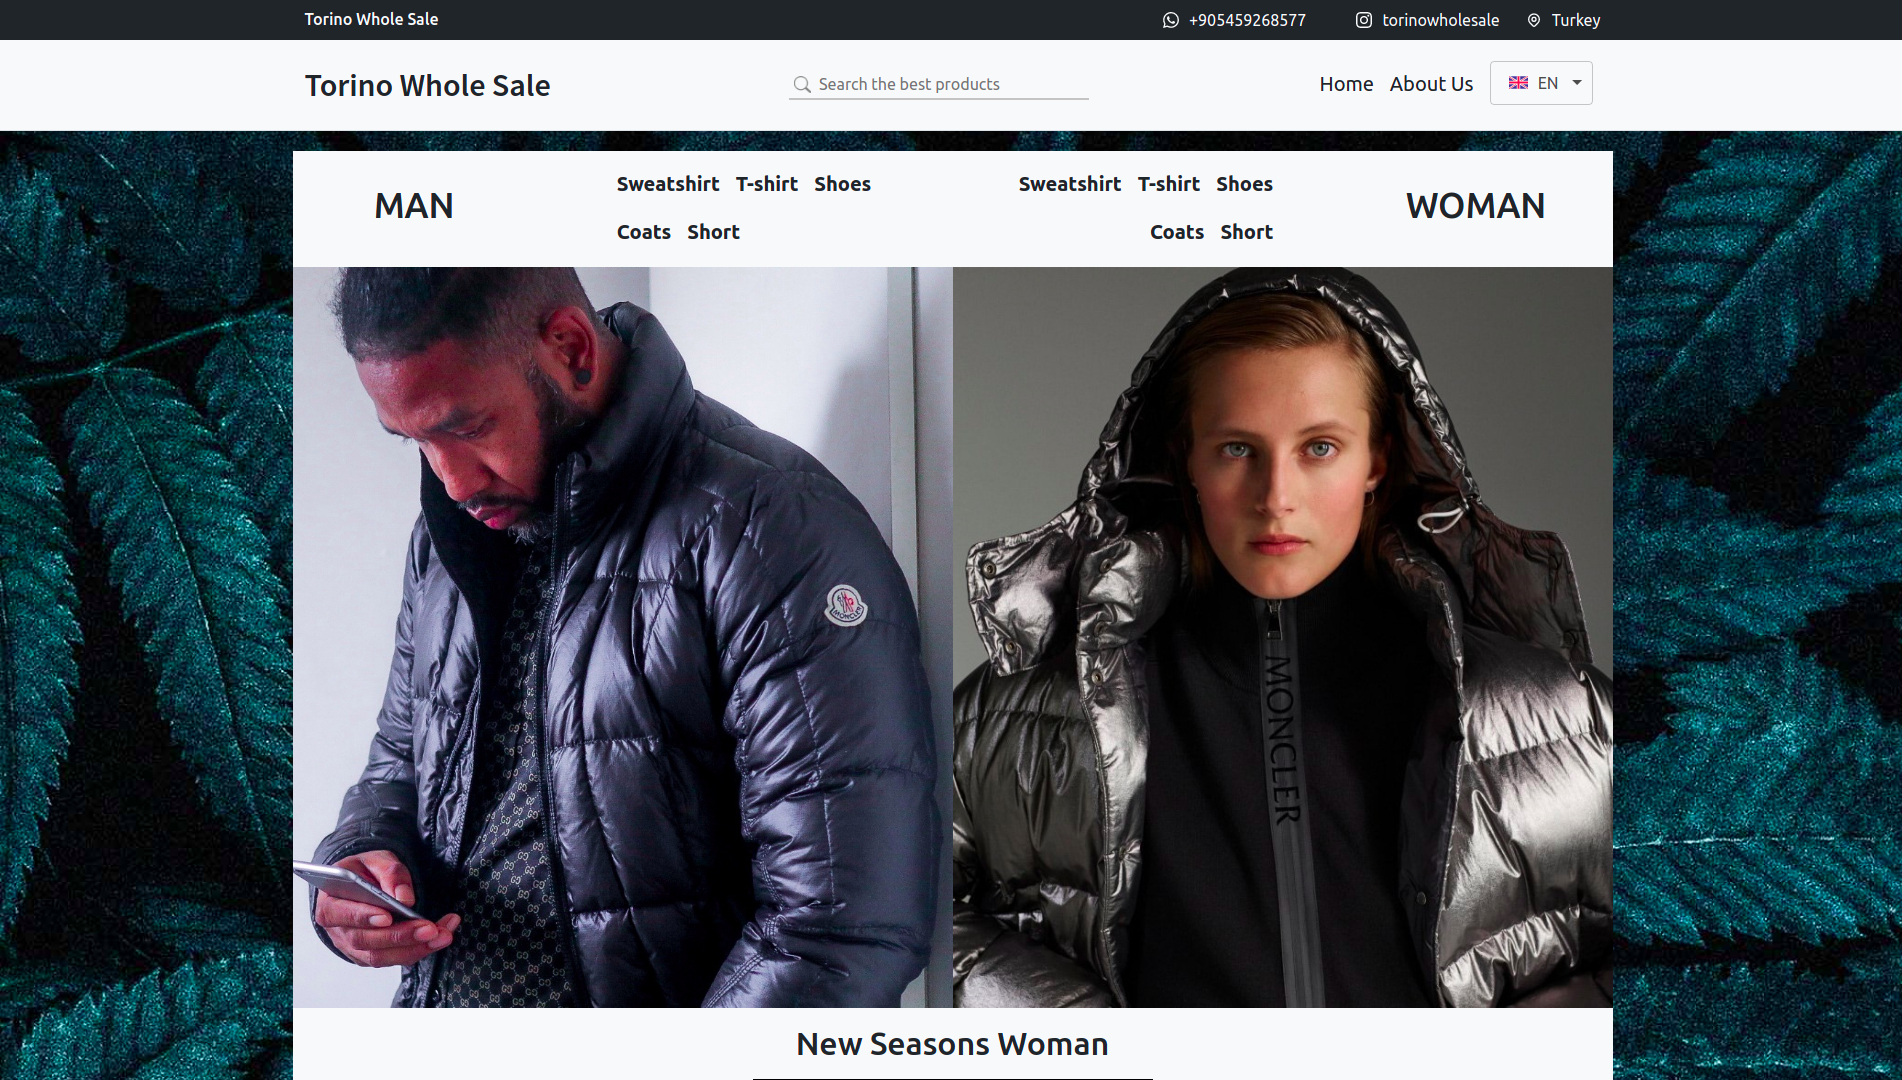 Torino Whole Sale
+905459268577
torinowholesale
Turkey
Torino Whole Sale
Search the best products
Home
About Us
EN
MAN
Sweatshirt T-shirt Shoes
Coats Short
Sweatshirt T-shirt Shoes
Coats Short
WOMAN
MONCLER
MONCLER
New Seasons Woman